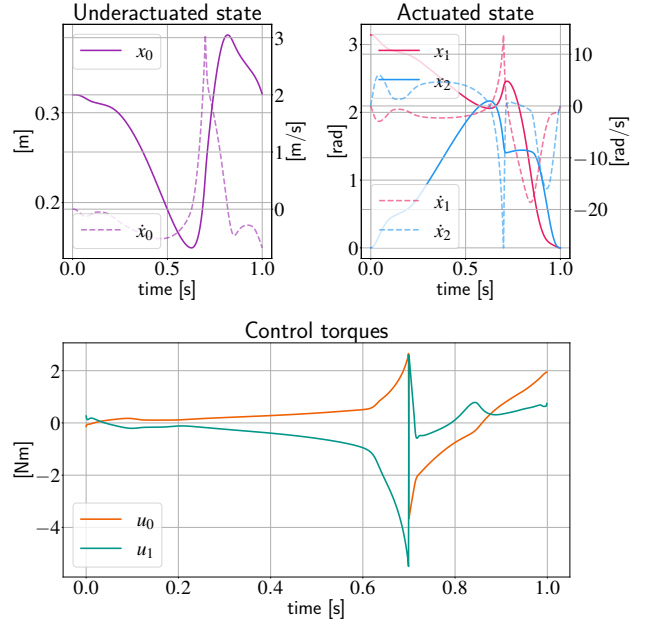 Underactuated state
Actuated state
x₀
ẋ₀
0.3
0.2
[m]
3
2
1
0
[m/s]
0.0
0.5
1.0
time [s]
x₁
x₂
ẋ₁
ẋ₂
3
2
1
0
[rad]
10
0
−10
−20
[rad/s]
0.0
0.5
1.0
time [s]
Control torques
2
0
−2
−4
[Nm]
u₀
u₁
0.0
0.2
0.4
0.6
0.8
1.0
time [s]